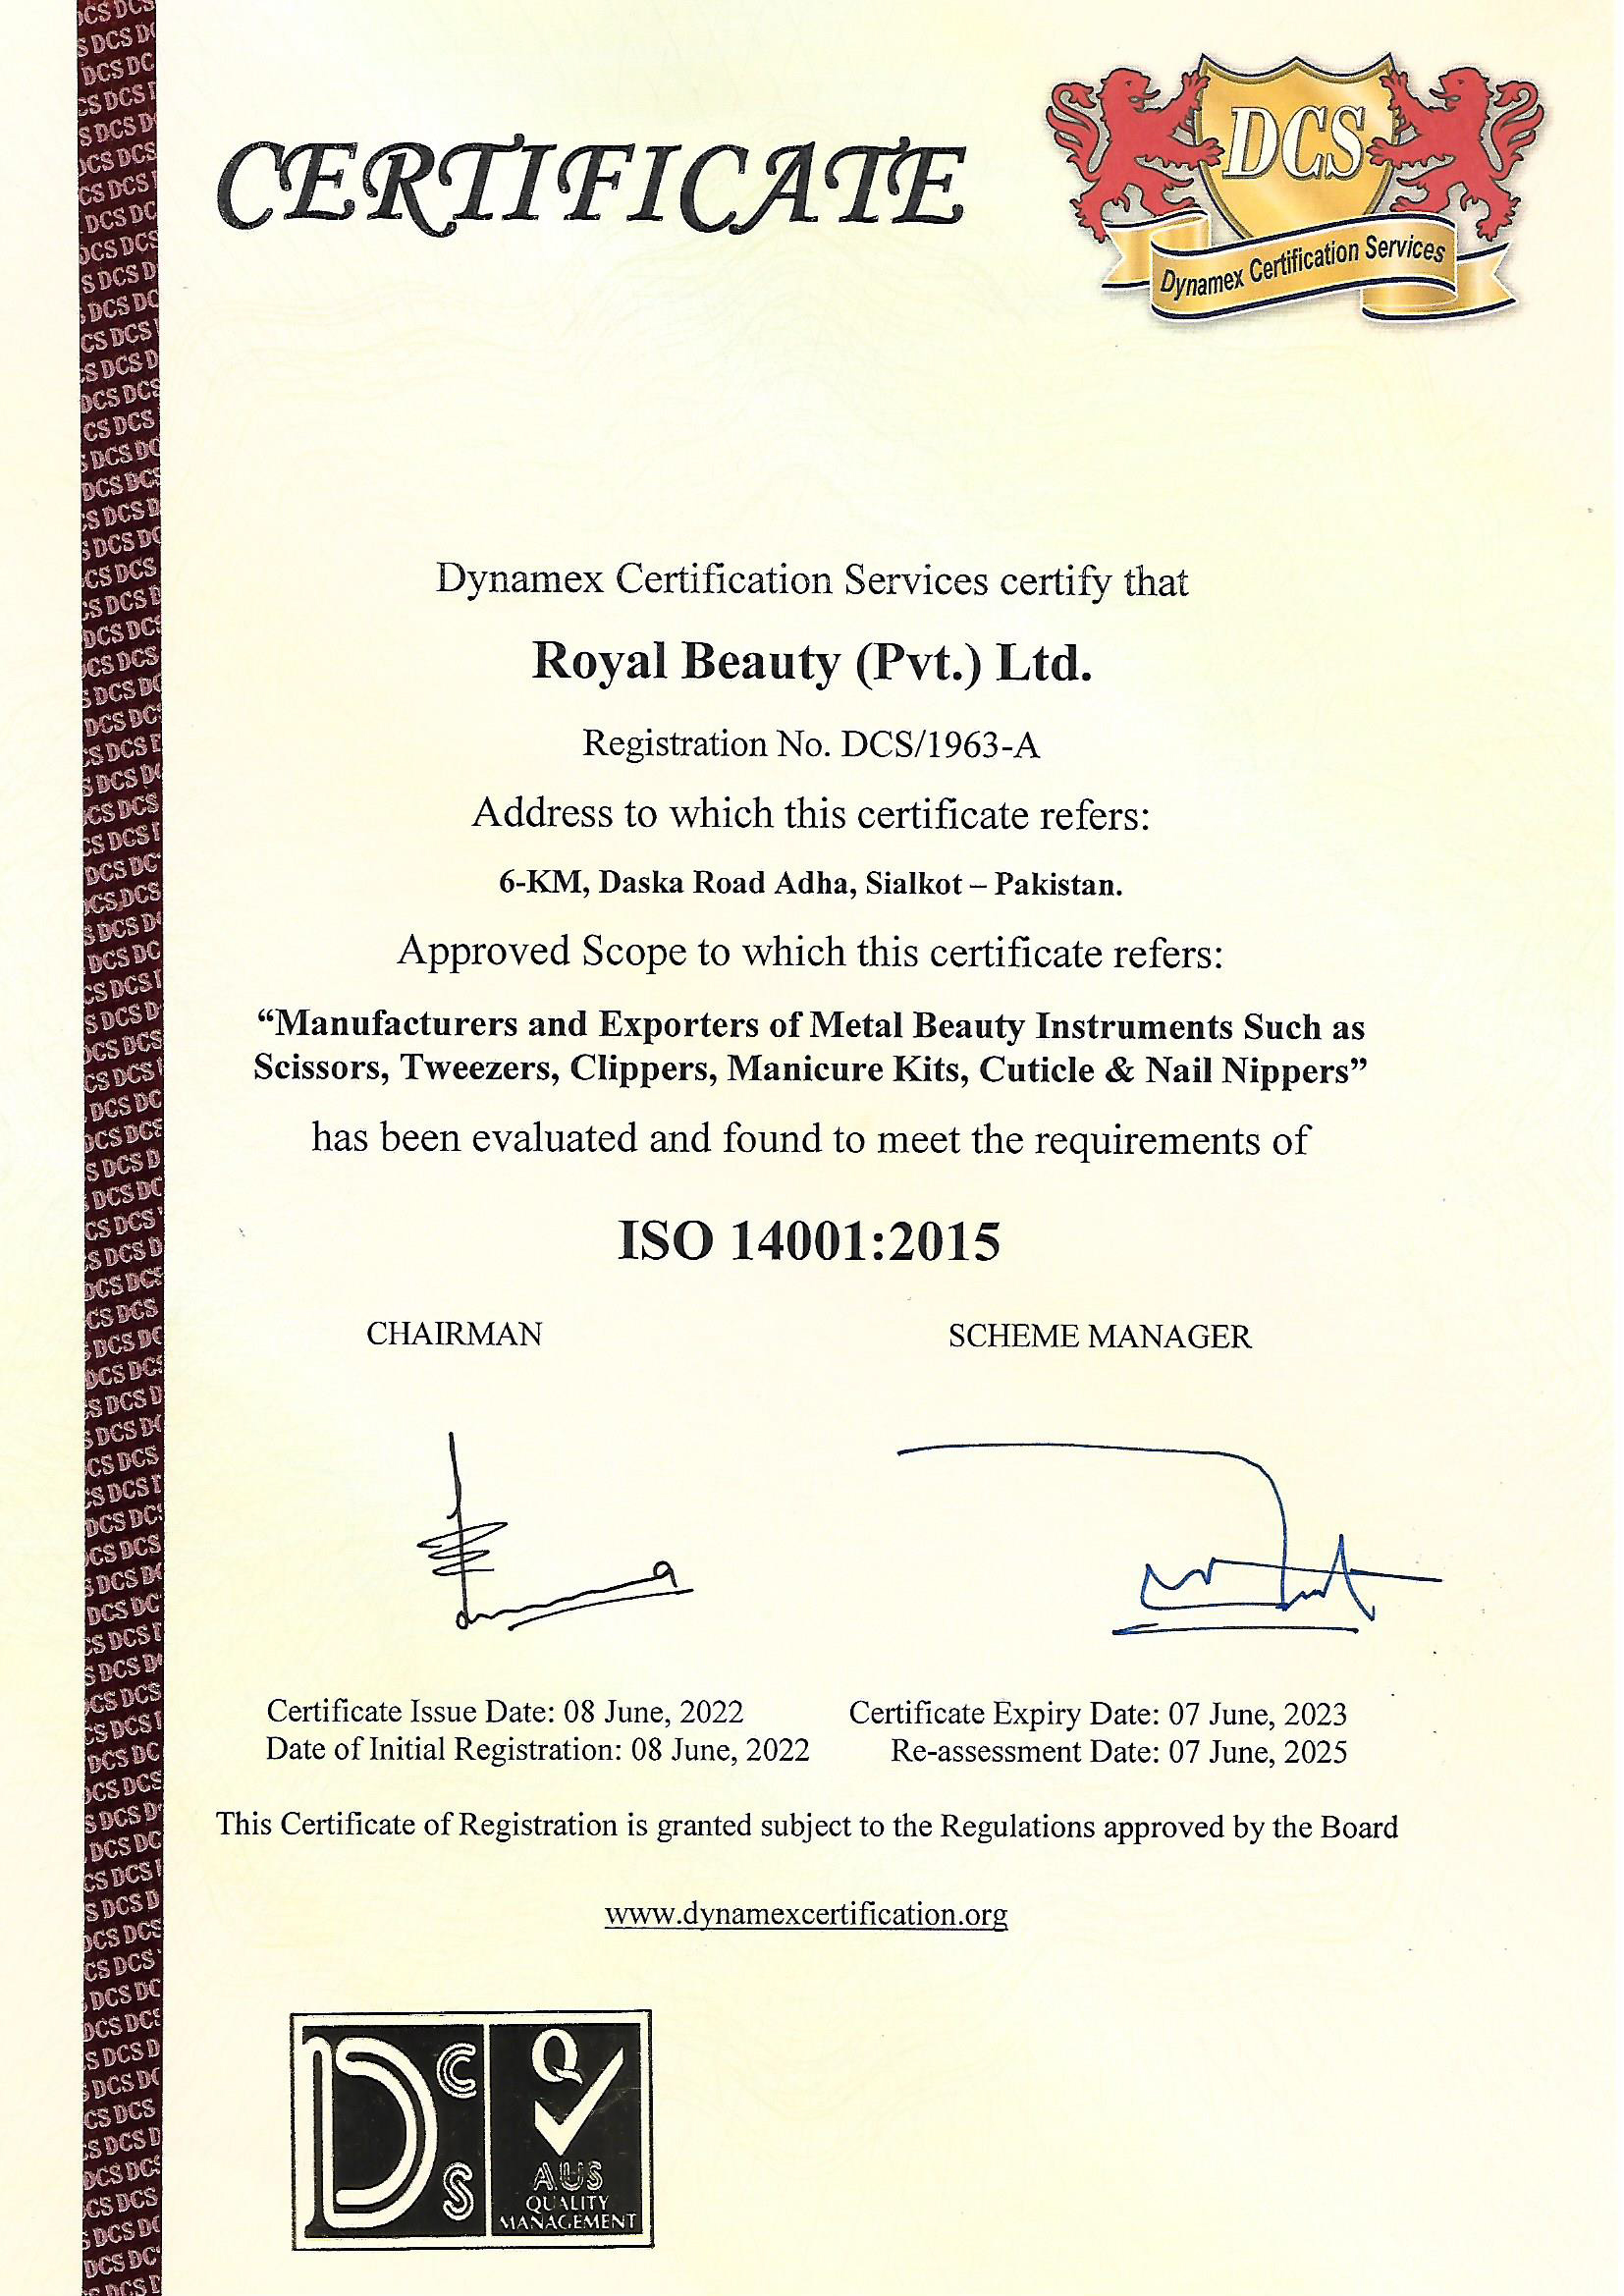 CERTIFICATE
DCS
Dynamex Certification Services
Dynamex Certification Services certify that
Royal Beauty (Pvt.) Ltd.
Registration No. DCS/1963-A
Address to which this certificate refers:
6-KM, Daska Road Adha, Sialkot – Pakistan.
Approved Scope to which this certificate refers:
“Manufacturers and Exporters of Metal Beauty Instruments Such as
Scissors, Tweezers, Clippers, Manicure Kits, Cuticle & Nail Nippers”
has been evaluated and found to meet the requirements of
ISO 14001:2015
CHAIRMAN SCHEME MANAGER
Certificate Issue Date: 08 June, 2022 Certificate Expiry Date: 07 June, 2023
Date of Initial Registration: 08 June, 2022 Re-assessment Date: 07 June, 2025
This Certificate of Registration is granted subject to the Regulations approved by the Board
www.dynamexcertification.org
DCS
Q
AUS
QUALITY
MANAGEMENT